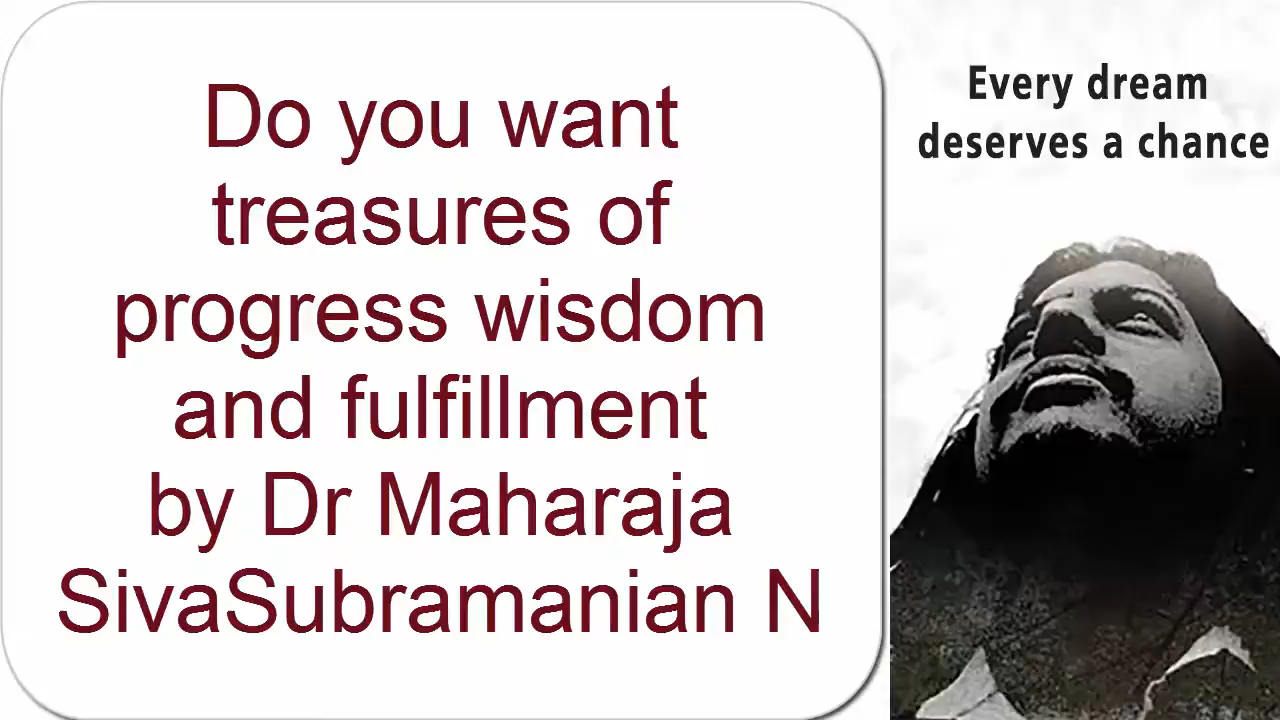 Do you want
treasures of
progress wisdom
and fulfillment
by Dr Maharaja
SivaSubramanian N
Every dream
deserves a chance